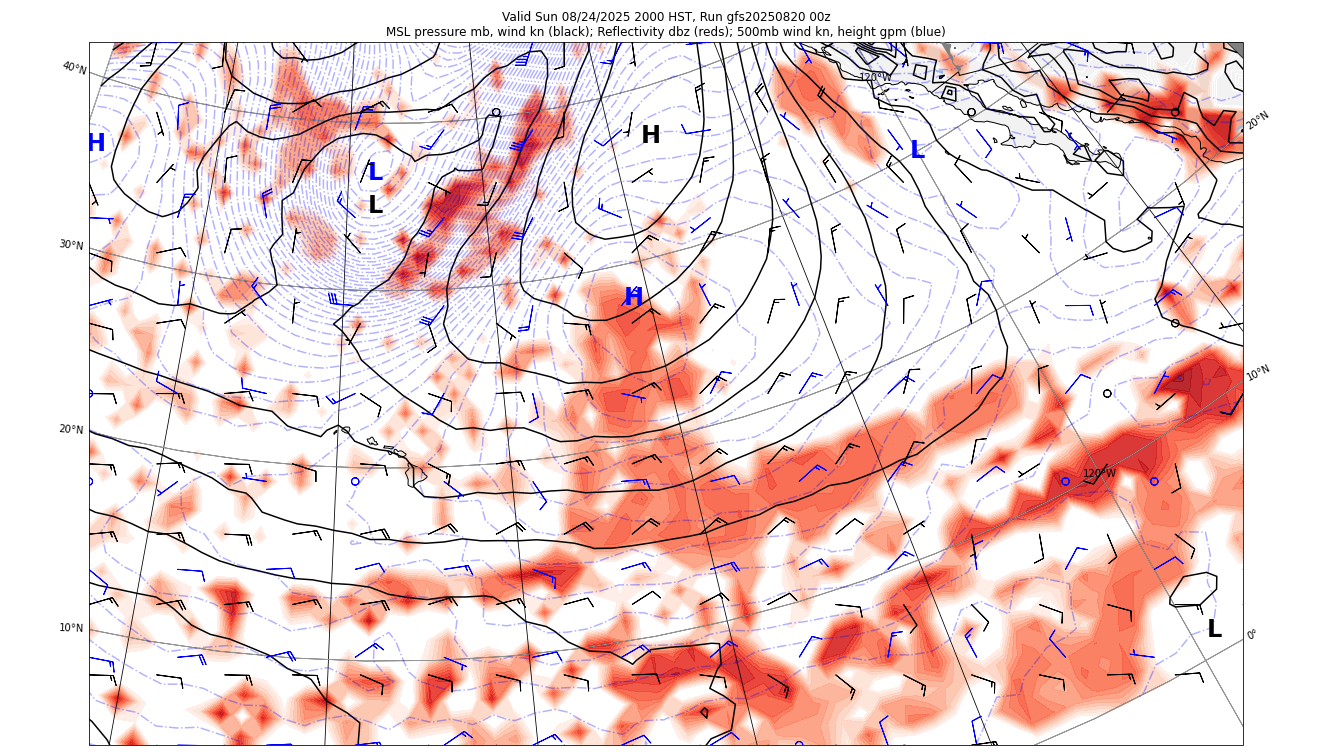 Valid Sun 08/24/2025 2000 HST, Run gfs20250820 00z
MSL pressure mb, wind kn (black); Reflectivity dbz (reds); 500mb wind kn, height gpm (blue)
40°N
120°W
20°N
H
H
L
L
L
30°N
H
10°N
20°N
120°W
10°N
L
0°